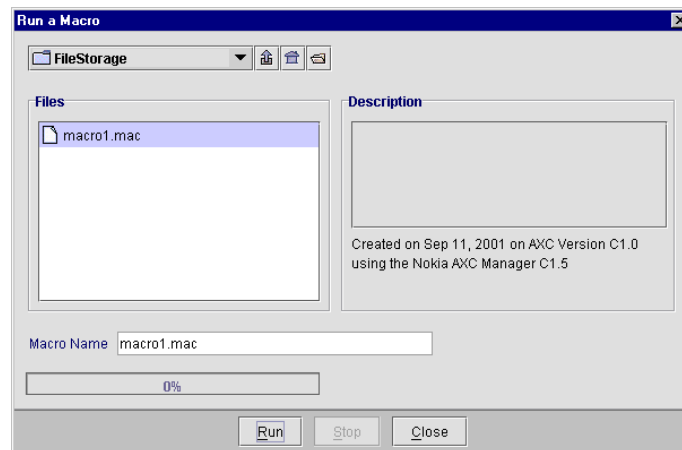 Run a Macro
FileStorage
Files
macro1.mac
Description
Created on Sep 11, 2001 on AXC Version C1.0
using the Nokia AXC Manager C1.5
Macro Name macro1.mac
0%
Run Stop Close